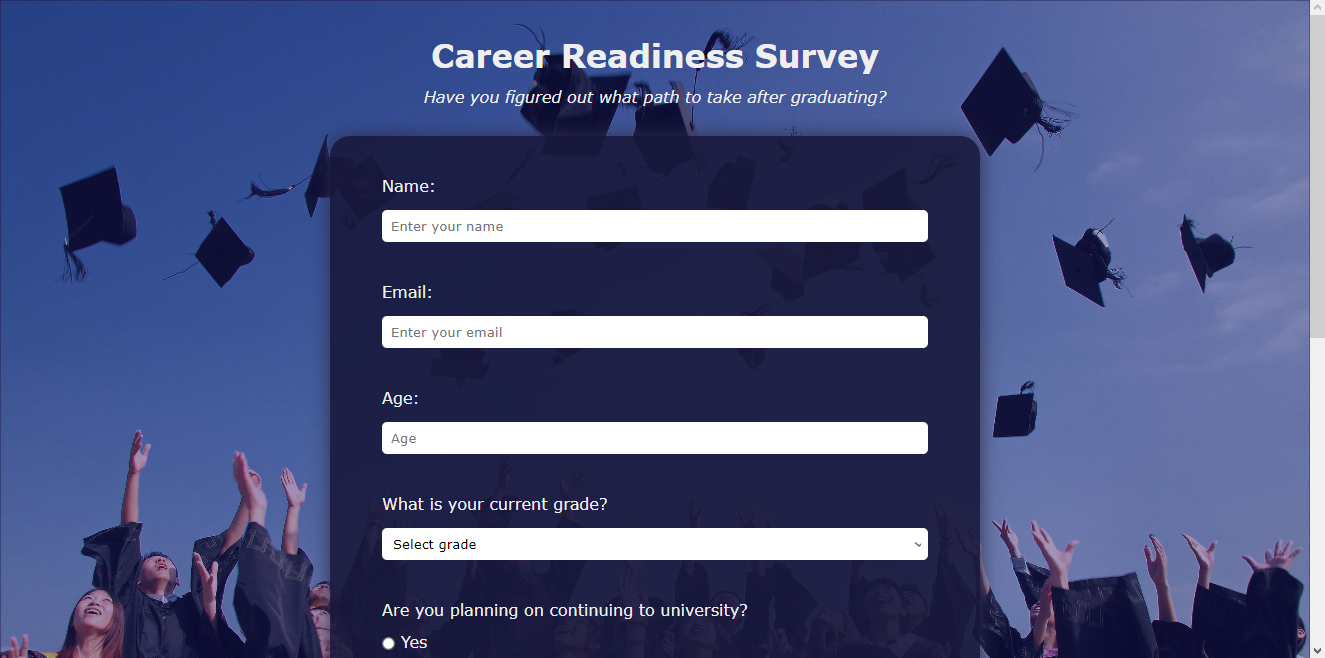 Career Readiness Survey
Have you figured out what path to take after graduating?
Name:
Enter your name
Email:
Enter your email
Age:
Age
What is your current grade?
Select grade
Are you planning on continuing to university?
Yes